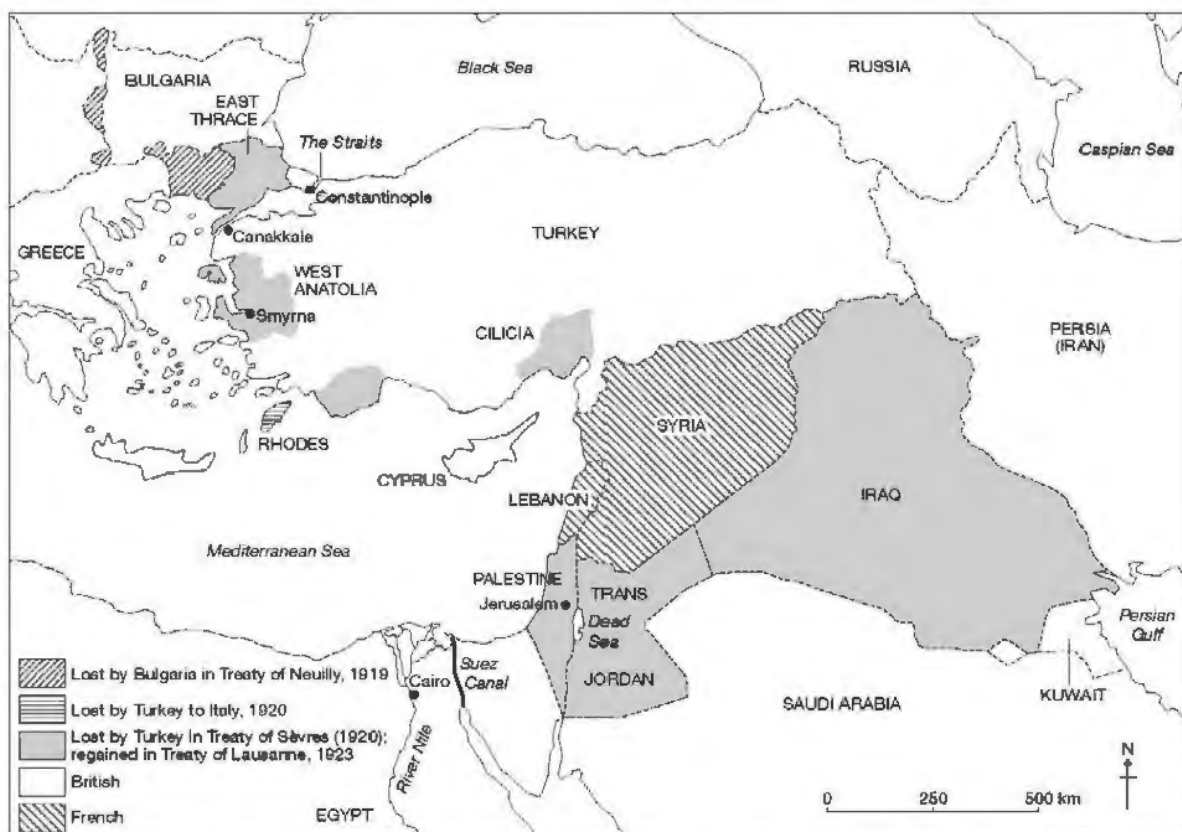 Black Sea
RUSSIA
BULGARIA
EAST
THRACE
The Straits
Caspian Sea
Constantinople
Canakkale
TURKEY
GREECE
WEST
ANATOLIA
Smyrna
CILICIA
PERSIA
(IRAN)
SYRIA
RHODES
CYPRUS
LEBANON
IRAQ
Mediterranean Sea
PALESTINE
Jerusalem
TRANS
Dead
Sea
JORDAN
Persian
Gulf
Suez
Canal
Cairo
River Nile
EGYPT
KUWAIT
SAUDI ARABIA
Lost by Bulgaria in Treaty of Neuilly, 1919
Lost by Turkey to Italy, 1920
Lost by Turkey in Treaty of Sèvres (1920);
regained in Treaty of Lausanne, 1923
British
French
N
0 250 500 km